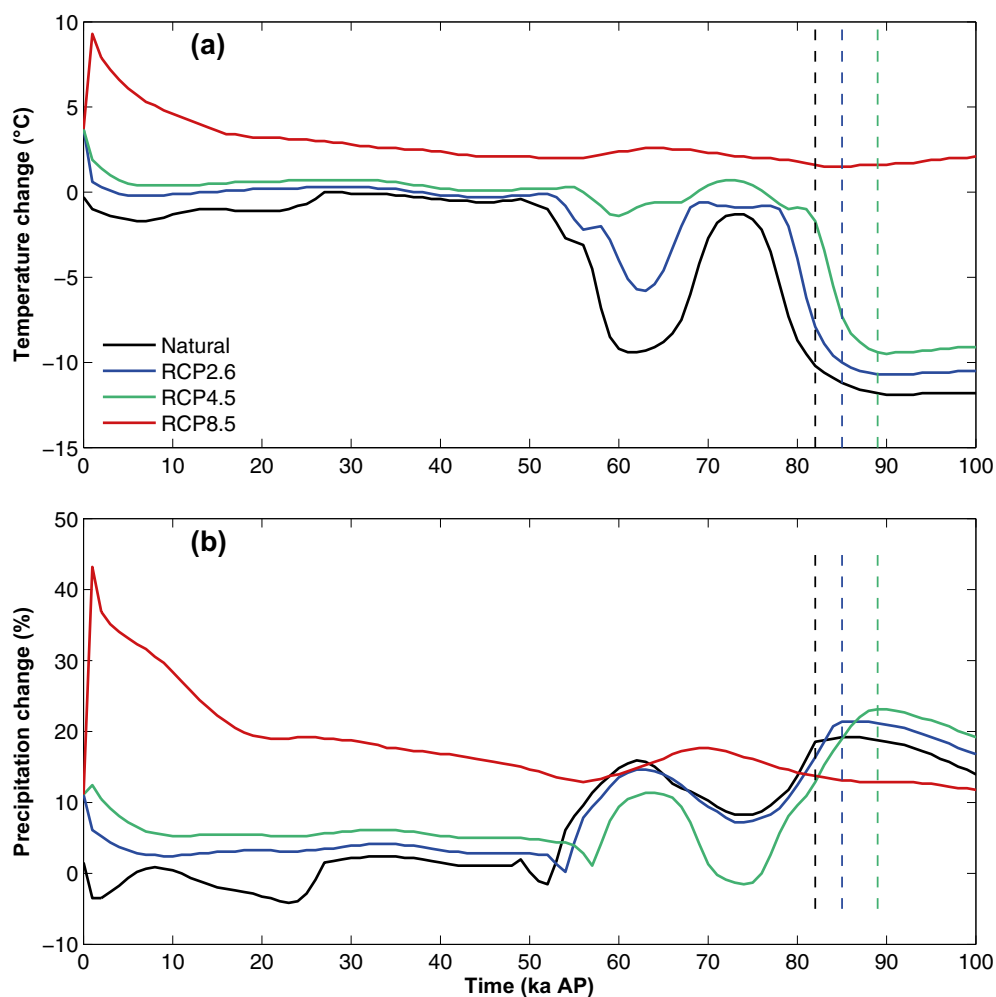 (a)
Temperature change (°C)
10
5
0
−5
−10
−15
Natural
RCP2.6
RCP4.5
RCP8.5
0 10 20 30 40 50 60 70 80 90 100
(b)
Precipitation change (%)
50
40
30
20
10
0
−10
0 10 20 30 40 50 60 70 80 90 100
Time (ka AP)